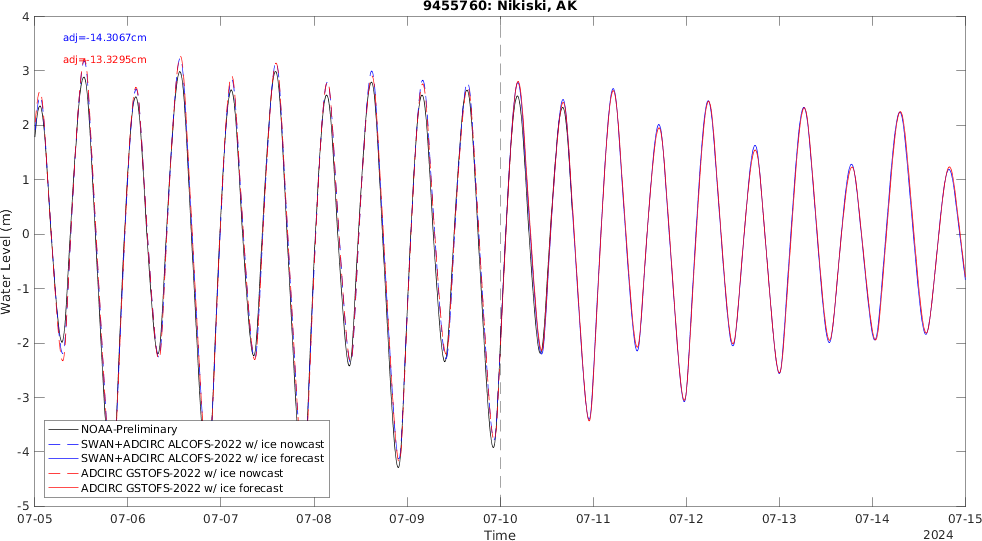 9455760: Nikiski, AK
adj=-14.3067cm
adj=-13.3295cm
4
3
2
1
0
-1
-2
-3
-4
-5
Water Level (m)
NOAA-Preliminary
SWAN+ADCIRC ALCOFS-2022 w/ ice nowcast
SWAN+ADCIRC ALCOFS-2022 w/ ice forecast
ADCIRC GSTOFS-2022 w/ ice nowcast
ADCIRC GSTOFS-2022 w/ ice forecast
07-05 07-06 07-07 07-08 07-09 07-10 07-11 07-12 07-13 07-14 07-15
Time
2024